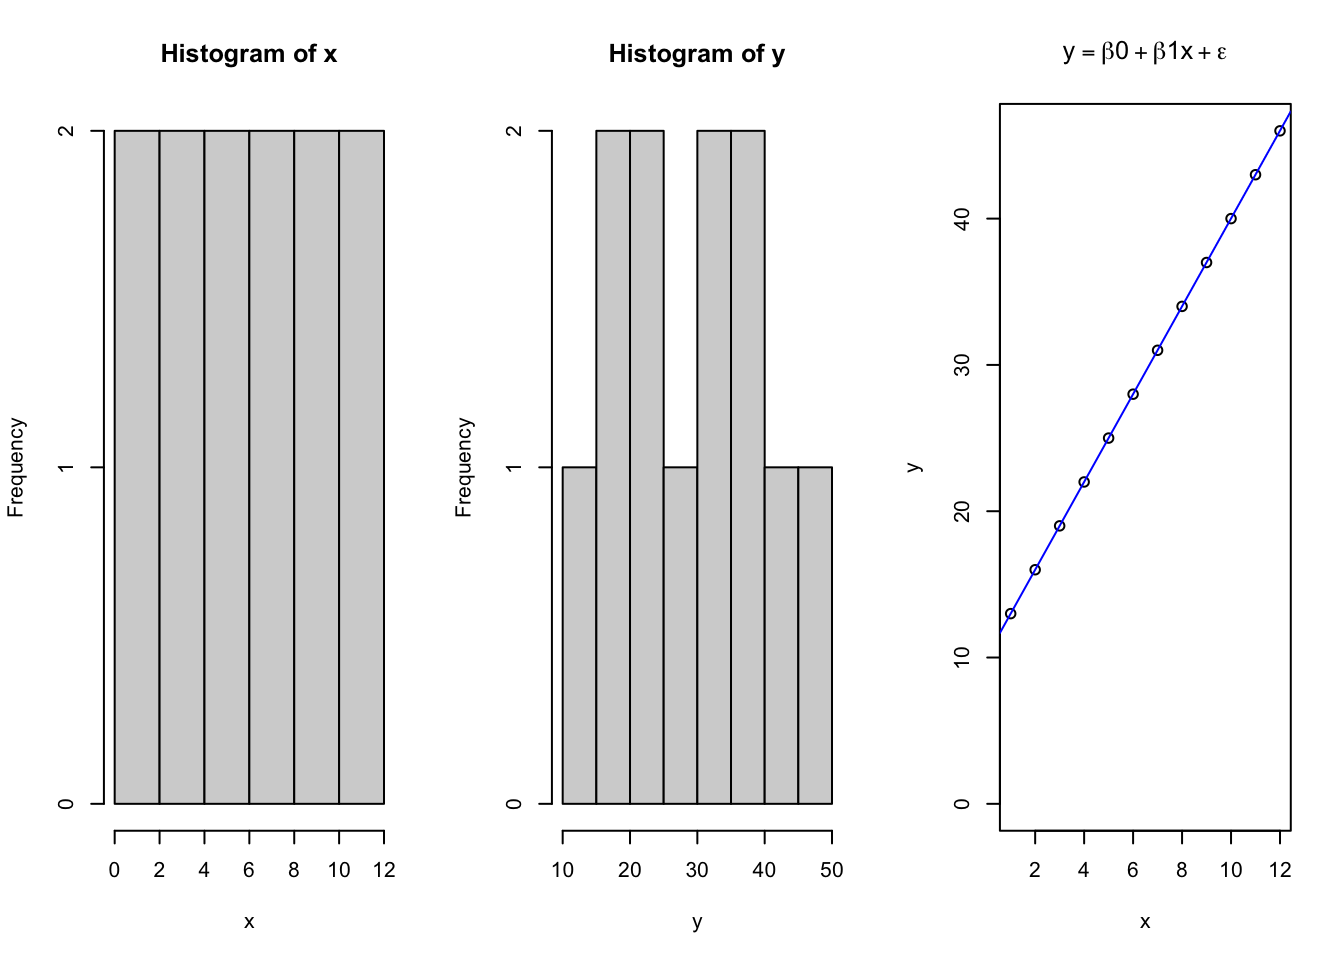 Histogram of x
Frequency
0
1
2
0 2 4 6 8 10 12
x
Histogram of y
Frequency
0
1
2
10 20 30 40 50
y
y = β0 + β1x + ε
y
0
10
20
30
40
2 4 6 8 10 12
x